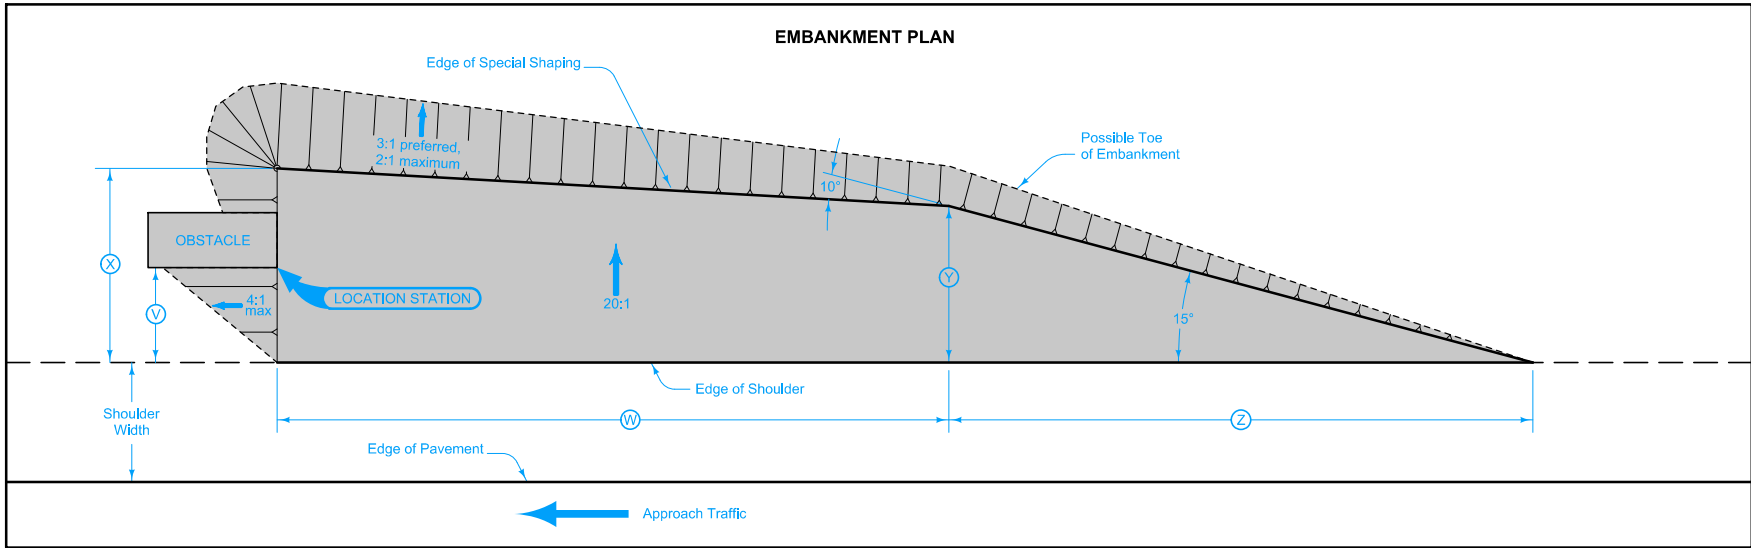 EMBANKMENT PLAN
Edge of Special Shaping
3:1 preferred,
2:1 maximum
Possible Toe
of Embankment
10°
OBSTACLE
X
Y
LOCATION STATION
4:1
max
20:1
V
15°
Edge of Shoulder
Shoulder
Width
W
Z
Edge of Pavement
Approach Traffic